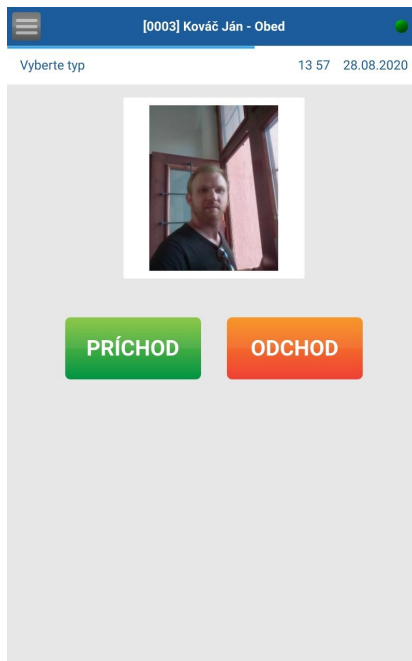 [0003] Kováč Ján - Obed
Vyberte typ 13 57 28.08.2020
PRÍCHOD ODCHOD